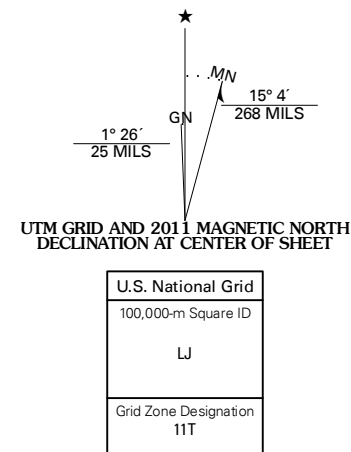 ★
MN
GN
15° 4´
268 MILS
1° 26´
25 MILS
UTM GRID AND 2011 MAGNETIC NORTH
DECLINATION AT CENTER OF SHEET
U.S. National Grid
100,000-m Square ID
LJ
Grid Zone Designation
11T